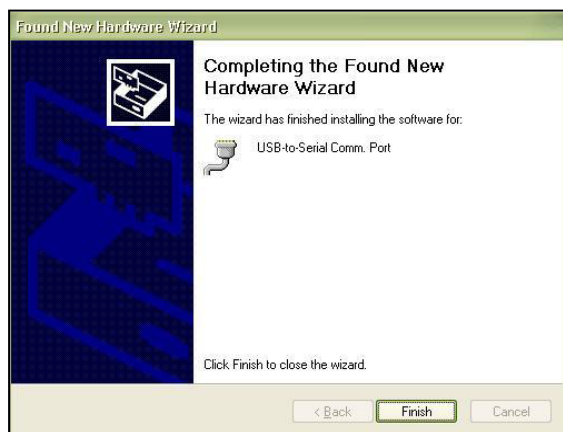 Found New Hardware Wizard
Completing the Found New
Hardware Wizard
The wizard has finished installing the software for:
USB-to-Serial Comm. Port
Click Finish to close the wizard.
< Back Finish Cancel